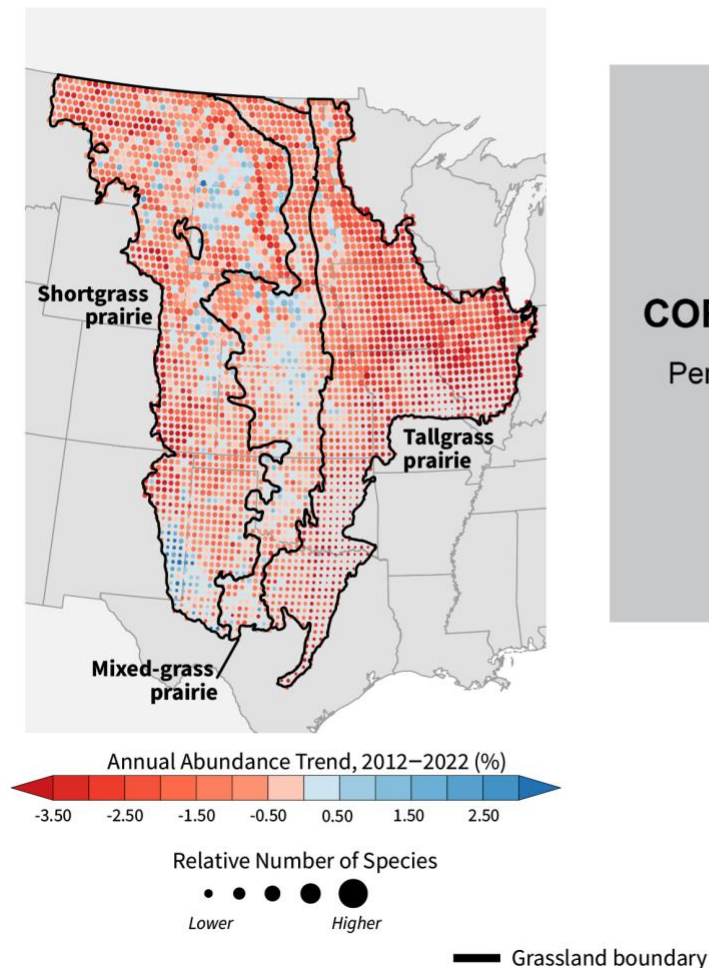 Shortgrass
prairie
Tallgrass
prairie
Mixed-grass
prairie
Annual Abundance Trend, 2012–2022 (%)
-3.50 -2.50 -1.50 -0.50 0.50 1.50 2.50
Relative Number of Species
Lower Higher
Grassland boundary